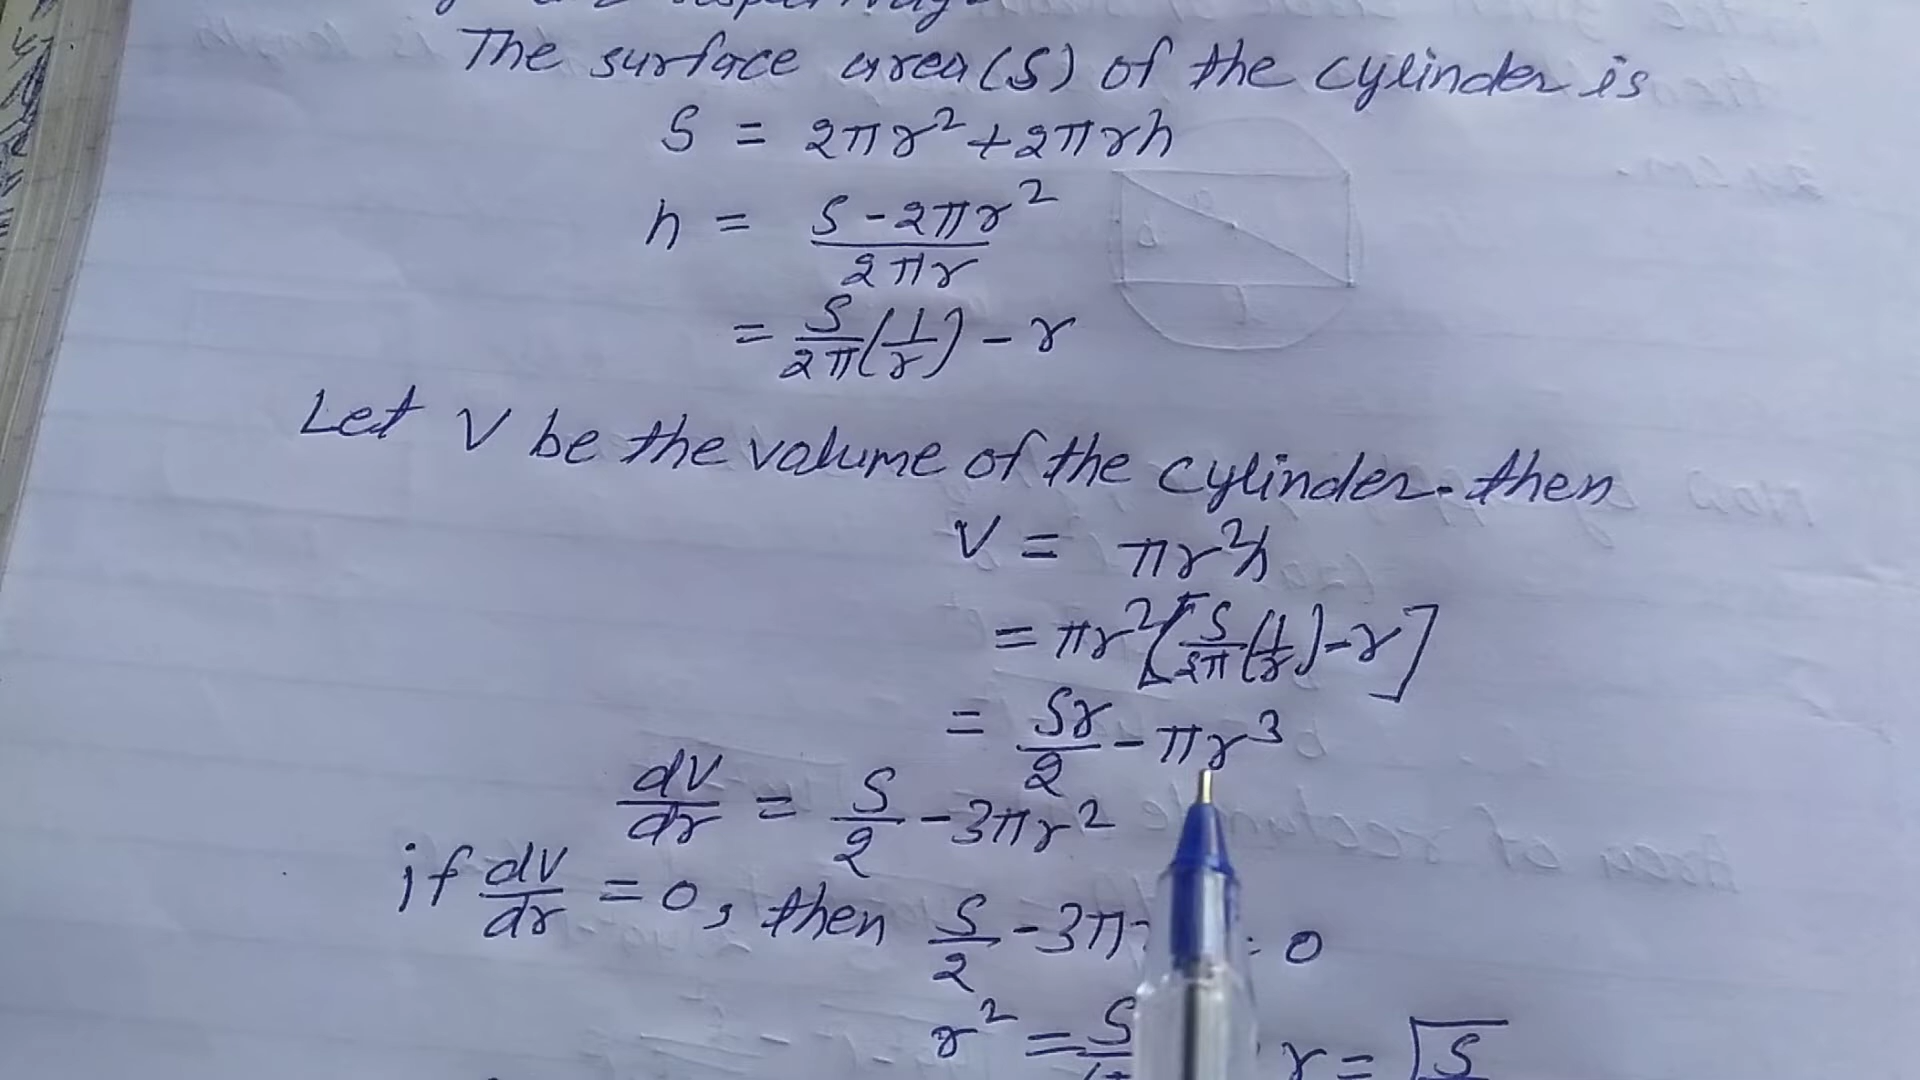 The surface area (S) of the cylinder is
S = 2πr² + 2πrh
h = (S - 2πr²) / 2πr
= S/2π (1/r) - r
Let V be the volume of the cylinder. then
V = πr²h
= πr² [S/2π (1/r) - r]
= Sr/2 - πr³
dV/dr = S/2 - 3πr²
if dV/dr = 0, then S/2 - 3π = 0
r² = S r = √S